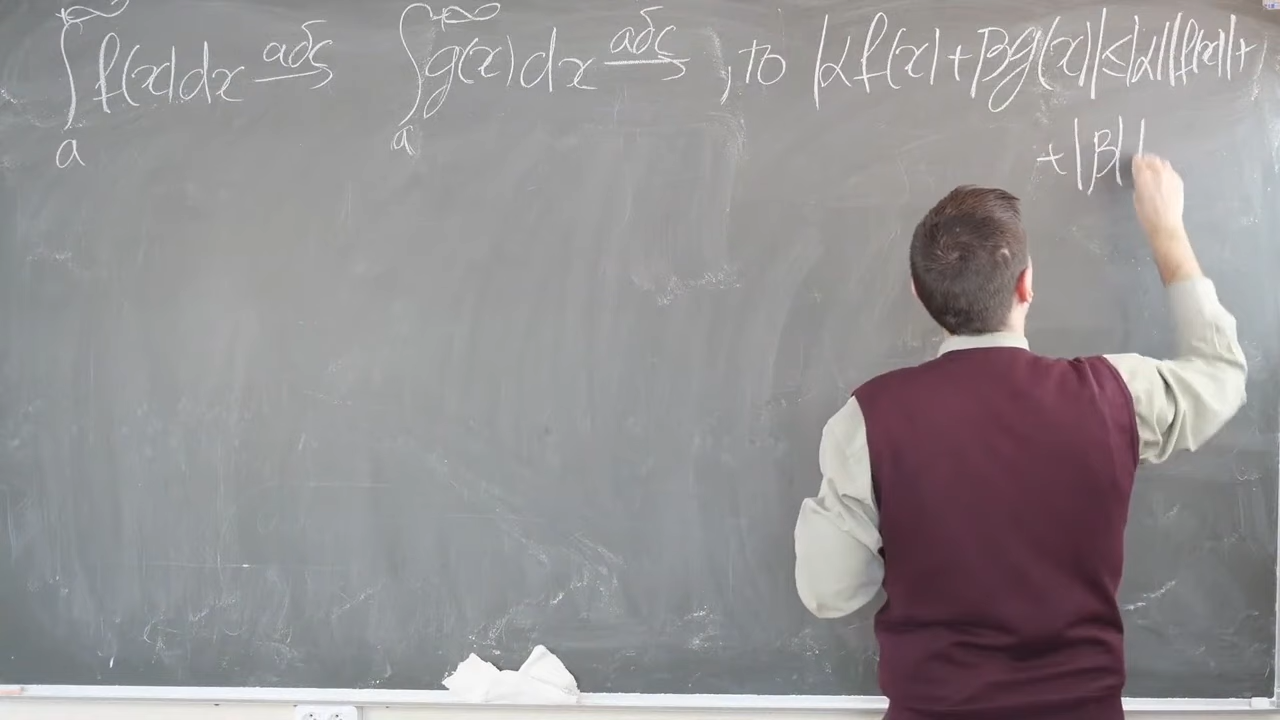 ∫ₐ^∞ f(x)dx абс ∫ₐ^∞ g(x)dx абс, то |αf(x)+βg(x)|≤|α||f(x)|+
+|β||